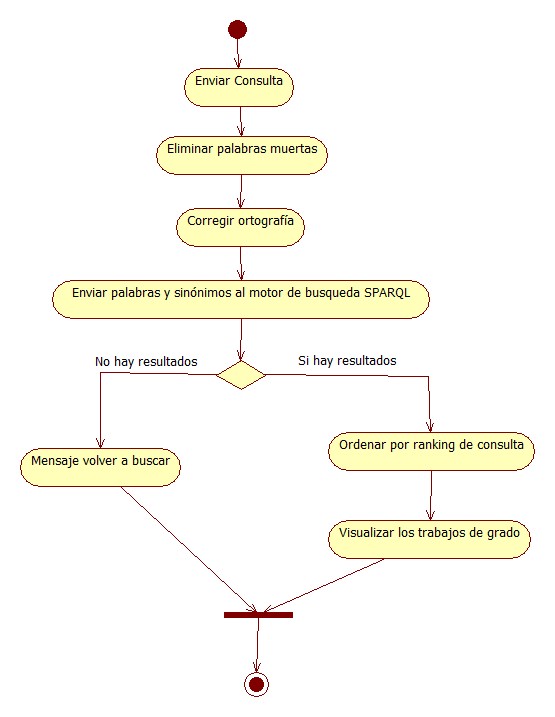 Enviar Consulta
Eliminar palabras muertas
Corregir ortografía
Enviar palabras y sinónimos al motor de busqueda SPARQL
No hay resultados
Si hay resultados
Mensaje volver a buscar
Ordenar por ranking de consulta
Visualizar los trabajos de grado